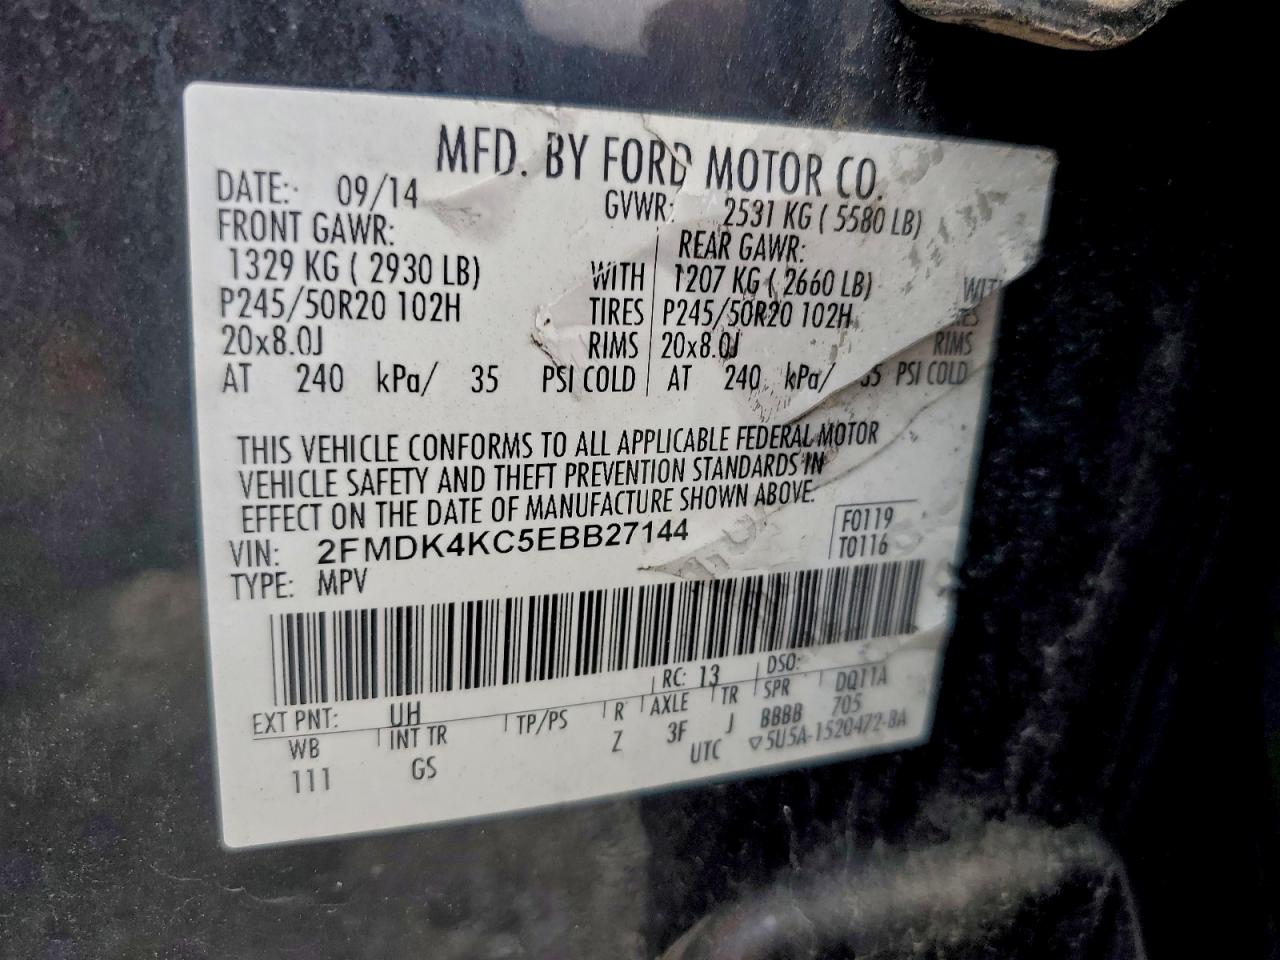 MFD. BY FORD MOTOR CO.
DATE: 09/14 GVWR: 2531 KG ( 5580 LB)
FRONT GAWR: REAR GAWR:
1329 KG ( 2930 LB) WITH 1207 KG ( 2660 LB) WITH
P245/50R20 102H TIRES P245/50R20 102H
20x8.0J RIMS 20x8.0J RIMS
AT 240 kPa/ 35 PSI COLD AT 240 kPa/ 35 PSI COLD
THIS VEHICLE CONFORMS TO ALL APPLICABLE FEDERAL MOTOR
VEHICLE SAFETY AND THEFT PREVENTION STANDARDS IN
EFFECT ON THE DATE OF MANUFACTURE SHOWN ABOVE.
VIN: 2FMDK4KC5EBB27144 F0119
TYPE: MPV T0116
EXT PNT: UH RC: 13 DSO:
WB INT TR TP/PS R AXLE TR SPR DQ11A
111 GS Z 3F J BBBB 705
UTC ▽5U5A-1520472-BA